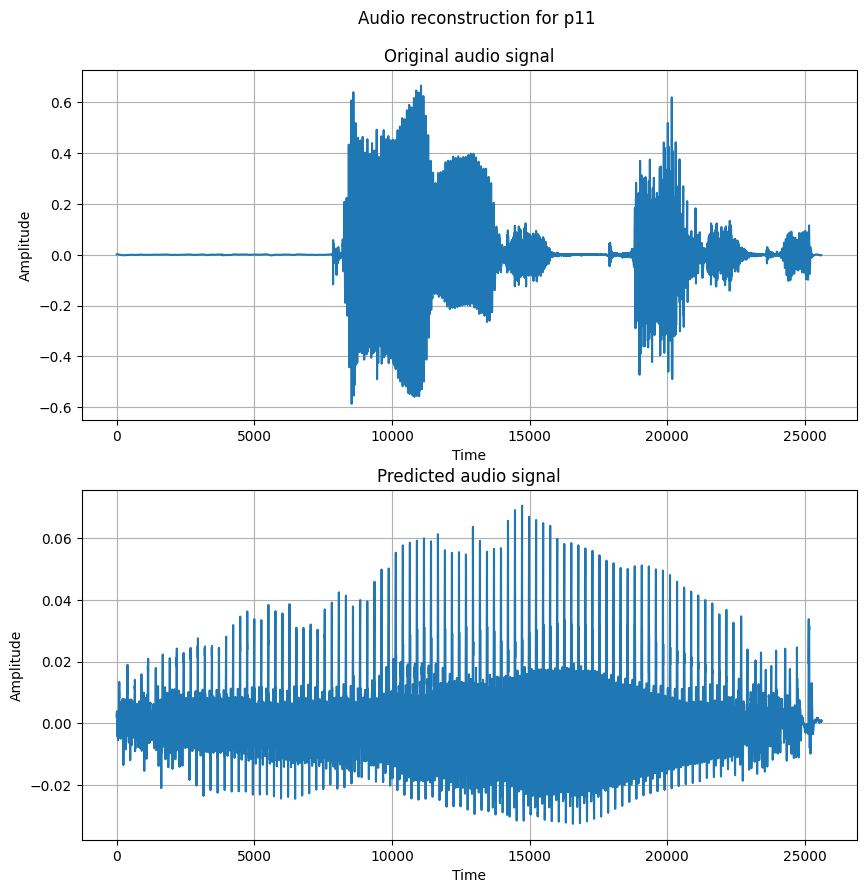 Audio reconstruction for p11
Original audio signal
Amplitude
0.6
0.4
0.2
0.0
−0.2
−0.4
−0.6
0 5000 10000 15000 20000 25000
Time
Predicted audio signal
Amplitude
0.06
0.04
0.02
0.00
−0.02
0 5000 10000 15000 20000 25000
Time